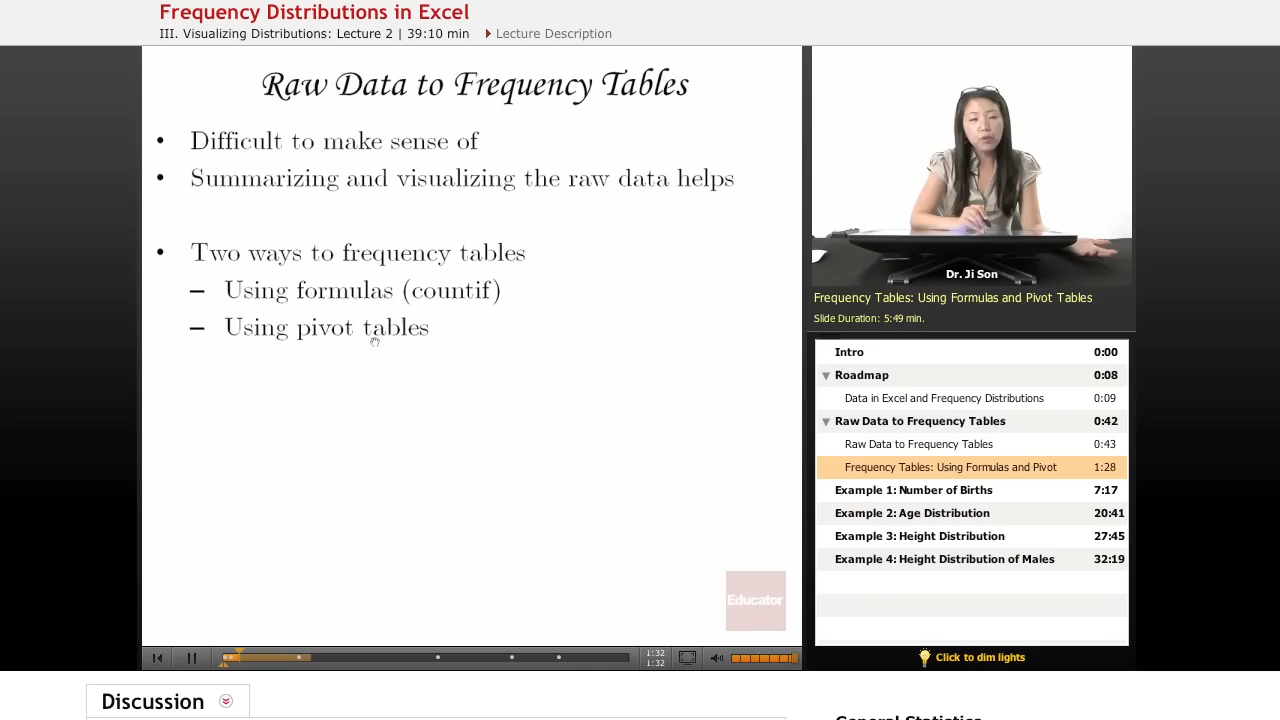 Frequency Distributions in Excel
III. Visualizing Distributions: Lecture 2 | 39:10 min Lecture Description
Raw Data to Frequency Tables
• Difficult to make sense of
• Summarizing and visualizing the raw data helps
• Two ways to frequency tables
– Using formulas (countif)
– Using pivot tables
Educator
1:32
1:32
Dr. Ji Son
Frequency Tables: Using Formulas and Pivot Tables
Slide Duration: 5:49 min.
Intro 0:00
Roadmap 0:08
Data in Excel and Frequency Distributions 0:09
Raw Data to Frequency Tables 0:42
Raw Data to Frequency Tables 0:43
Frequency Tables: Using Formulas and Pivot 1:28
Example 1: Number of Births 7:17
Example 2: Age Distribution 20:41
Example 3: Height Distribution 27:45
Example 4: Height Distribution of Males 32:19
Click to dim lights
Discussion
General Statistics